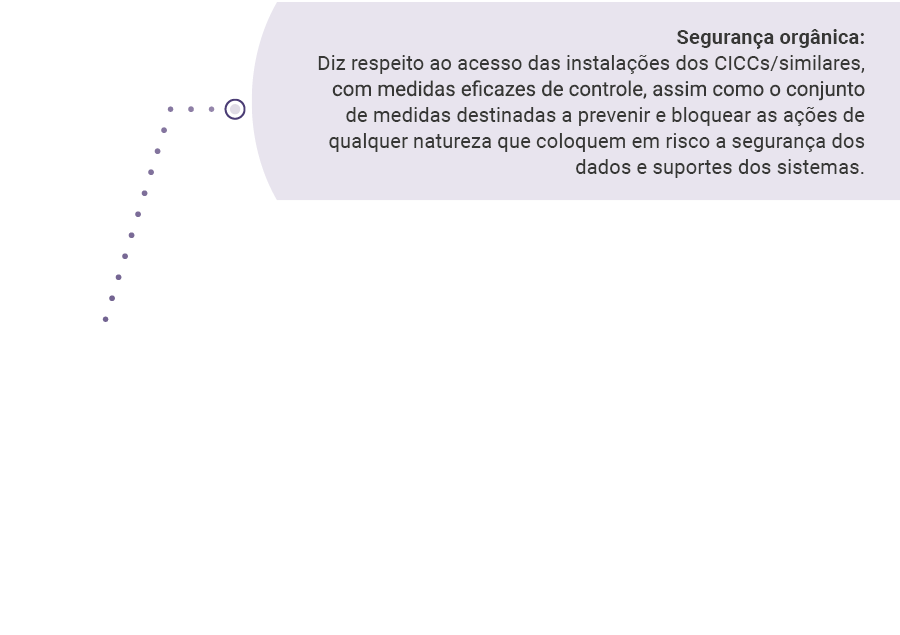 Segurança orgânica:
Diz respeito ao acesso das instalações dos CICCs/similares,
com medidas eficazes de controle, assim como o conjunto
de medidas destinadas a prevenir e bloquear as ações de
qualquer natureza que coloquem em risco a segurança dos
dados e suportes dos sistemas.